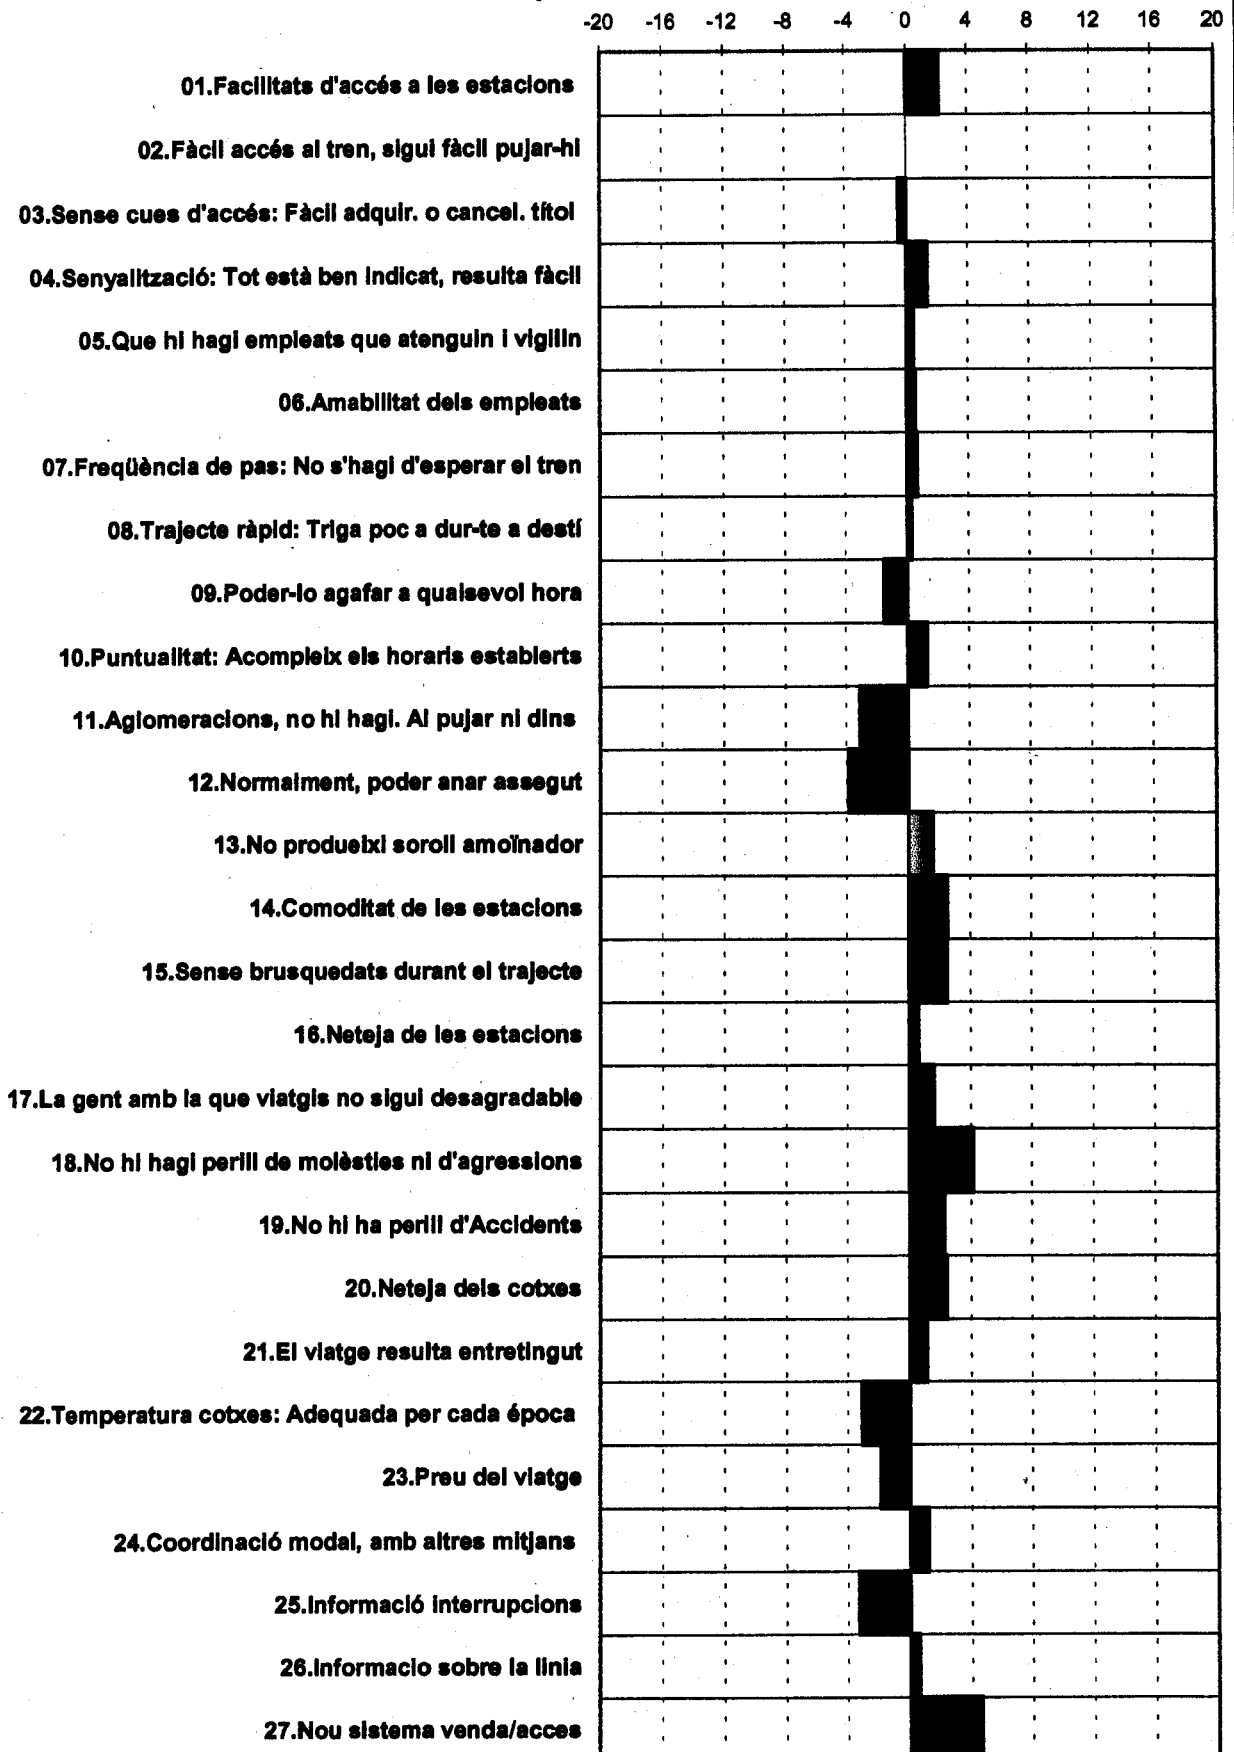 -20 -16 -12 -8 -4 0 4 8 12 16 20
01.Facilitats d'accés a les estacions
02.Fàcil accés al tren, sigui fàcil pujar-hi
03.Sense cues d'accés: Fàcil adquir. o cancel. títol
04.Senyalització: Tot està ben indicat, resulta fàcil
05.Que hi hagi empleats que atenguin i vigilin
06.Amabilitat dels empleats
07.Freqüència de pas: No s'hagi d'esperar el tren
08.Trajecte ràpid: Triga poc a dur-te a destí
09.Poder-lo agafar a qualsevol hora
10.Puntualitat: Acompleix els horaris establerts
11.Aglomeracions, no hi hagi. Al pujar ni dins
12.Normalment, poder anar assegut
13.No produeixi soroll amoïnador
14.Comoditat de les estacions
15.Sense brusquedats durant el trajecte
16.Neteja de les estacions
17.La gent amb la que viatgis no sigui desagradable
18.No hi hagi perill de molèsties ni d'agressions
19.No hi ha perill d'Accidents
20.Neteja dels cotxes
21.El viatge resulta entretingut
22.Temperatura cotxes: Adequada per cada época
23.Preu del viatge
24.Coordinació modal, amb altres mitjans
25.Informació interrupcions
26.Informacio sobre la linia
27.Nou sistema venda/acces